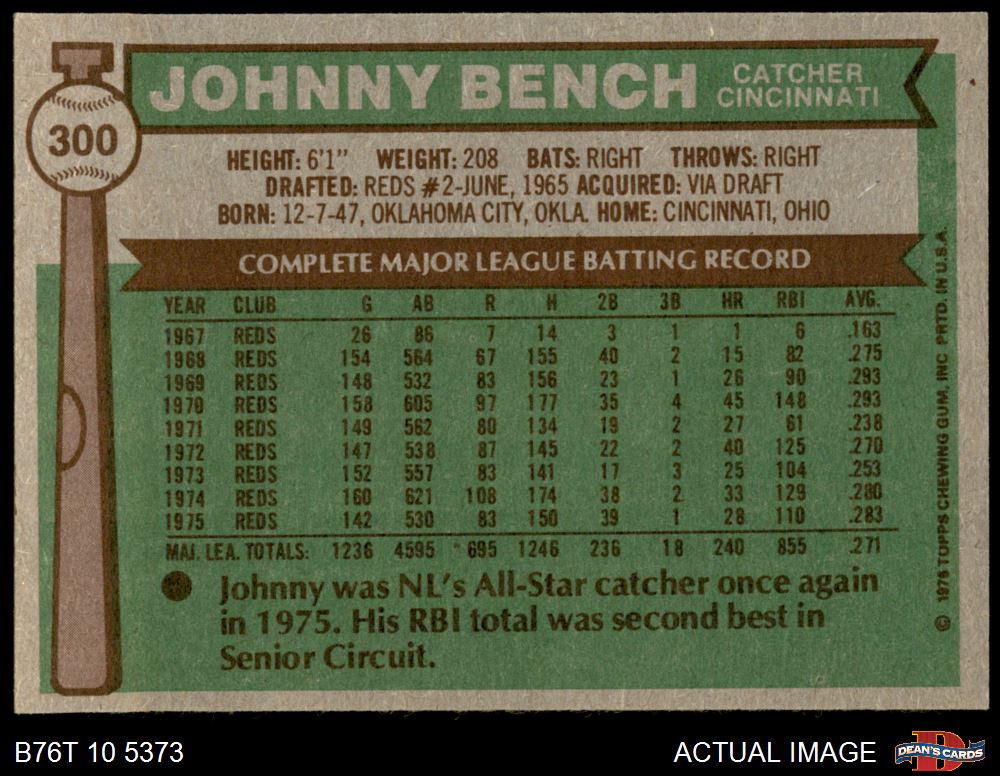 300
JOHNNY BENCH CATCHER CINCINNATI
HEIGHT: 6'1" WEIGHT: 208 BATS: RIGHT THROWS: RIGHT
DRAFTED: REDS #2-JUNE, 1965 ACQUIRED: VIA DRAFT
BORN: 12-7-47, OKLAHOMA CITY, OKLA. HOME: CINCINNATI, OHIO
COMPLETE MAJOR LEAGUE BATTING RECORD
YEAR CLUB G AB R H 2B 3B HR RBI AVG.
1967 REDS 26 86 7 14 3 1 1 6 .163
1968 REDS 154 564 67 155 40 2 15 82 .275
1969 REDS 148 532 83 156 23 1 26 90 .293
1970 REDS 158 605 97 177 35 4 45 148 .293
1971 REDS 149 562 80 134 19 2 27 61 .238
1972 REDS 147 538 87 145 22 2 40 125 .270
1973 REDS 152 557 83 141 17 3 25 104 .253
1974 REDS 160 621 108 174 38 2 33 129 .280
1975 REDS 142 530 83 150 39 1 28 110 .283
MAJ. LEA. TOTALS: 1236 4595 695 1246 236 18 240 855 .271
Johnny was NL's All-Star catcher once again
in 1975. His RBI total was second best in
Senior Circuit.
© 1976 TOPPS CHEWING GUM, INC PRTD. IN U.S.A.
B76T 10 5373
ACTUAL IMAGE
D
DEAN'S CARDS